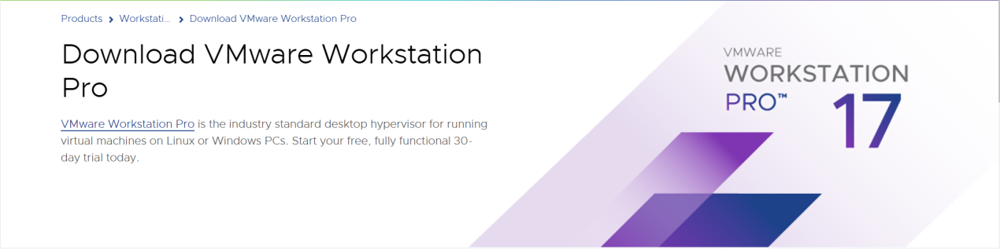 Products > Workstati... > Download VMware Workstation Pro
Download VMware Workstation
Pro
VMware Workstation Pro is the industry standard desktop hypervisor for running
virtual machines on Linux or Windows PCs. Start your free, fully functional 30-
day trial today.
VMWARE
WORKSTATION
PRO™ 17